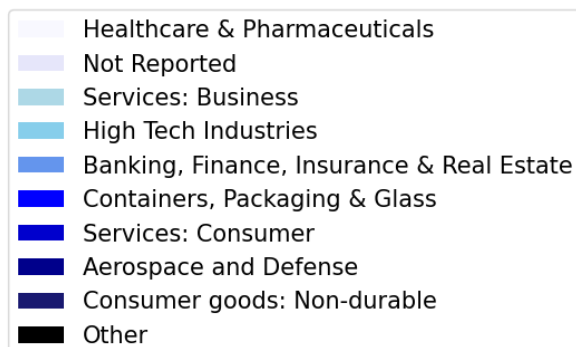 Healthcare & Pharmaceuticals
Not Reported
Services: Business
High Tech Industries
Banking, Finance, Insurance & Real Estate
Containers, Packaging & Glass
Services: Consumer
Aerospace and Defense
Consumer goods: Non-durable
Other